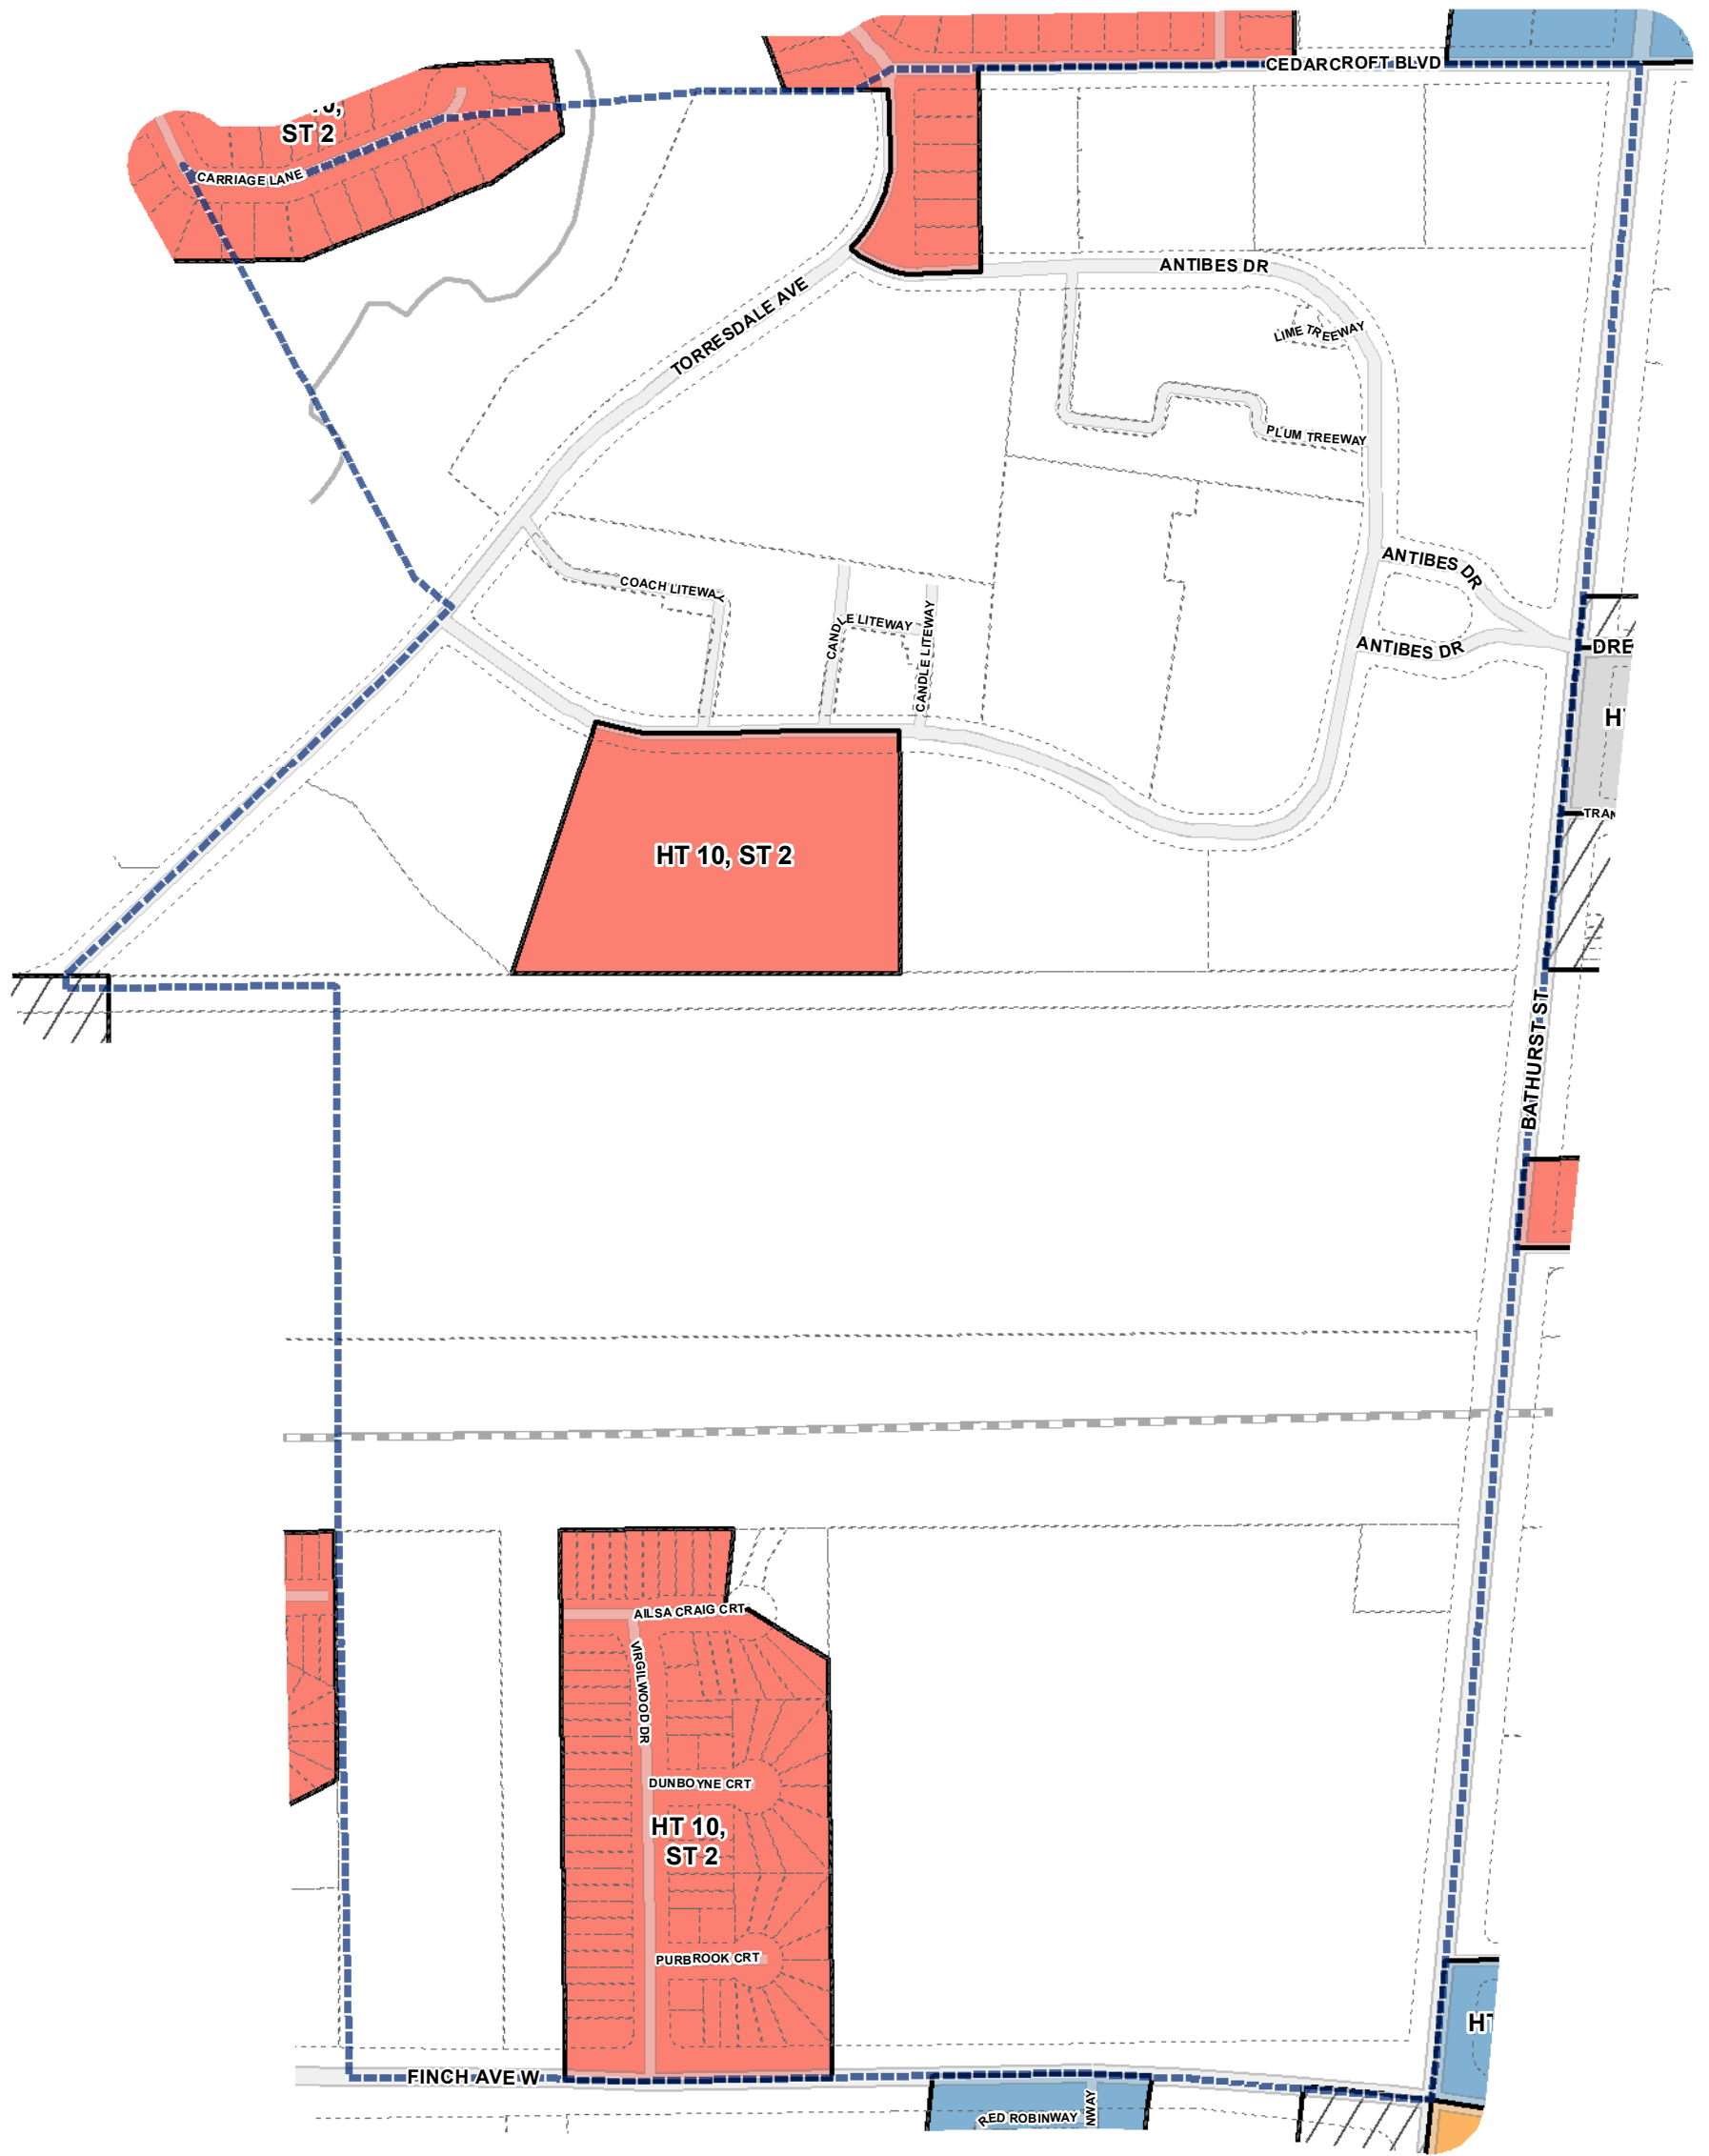 CEDARCROFT BLVD
ST 2
CARRIAGE LANE
ANTIBES DR
TORRESDALE AVE
LIME TREEWAY
PLUM TREEWAY
ANTIBES DR
COACH LITEWAY
CANDLE LITEWAY
CANDLE LITEWAY
ANTIBES DR
HT 10, ST 2
BATHURST ST
AILSA CRAIG CRT
VIRGILWOOD DR
DUNBOYNE CRT
HT 10,
ST 2
PURBROOK CRT
FINCH AVE W
RED ROBINWAY